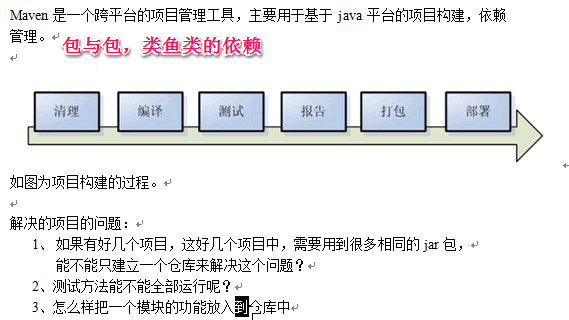 Maven 是一个跨平台的项目管理工具，主要用于基于 java 平台的项目构建，依赖
管理。
包与包，类鱼类的依赖
清理 编译 测试 报告 打包 部署
如图为项目构建的过程。
解决的项目的问题：
1、 如果有好几个项目，这好几个项目中，需要用到很多相同的 jar 包，
能不能只建立一个仓库来解决这个问题？
2、测试方法能不能全部运行呢？
3、怎么样把一个模块的功能放入到仓库中